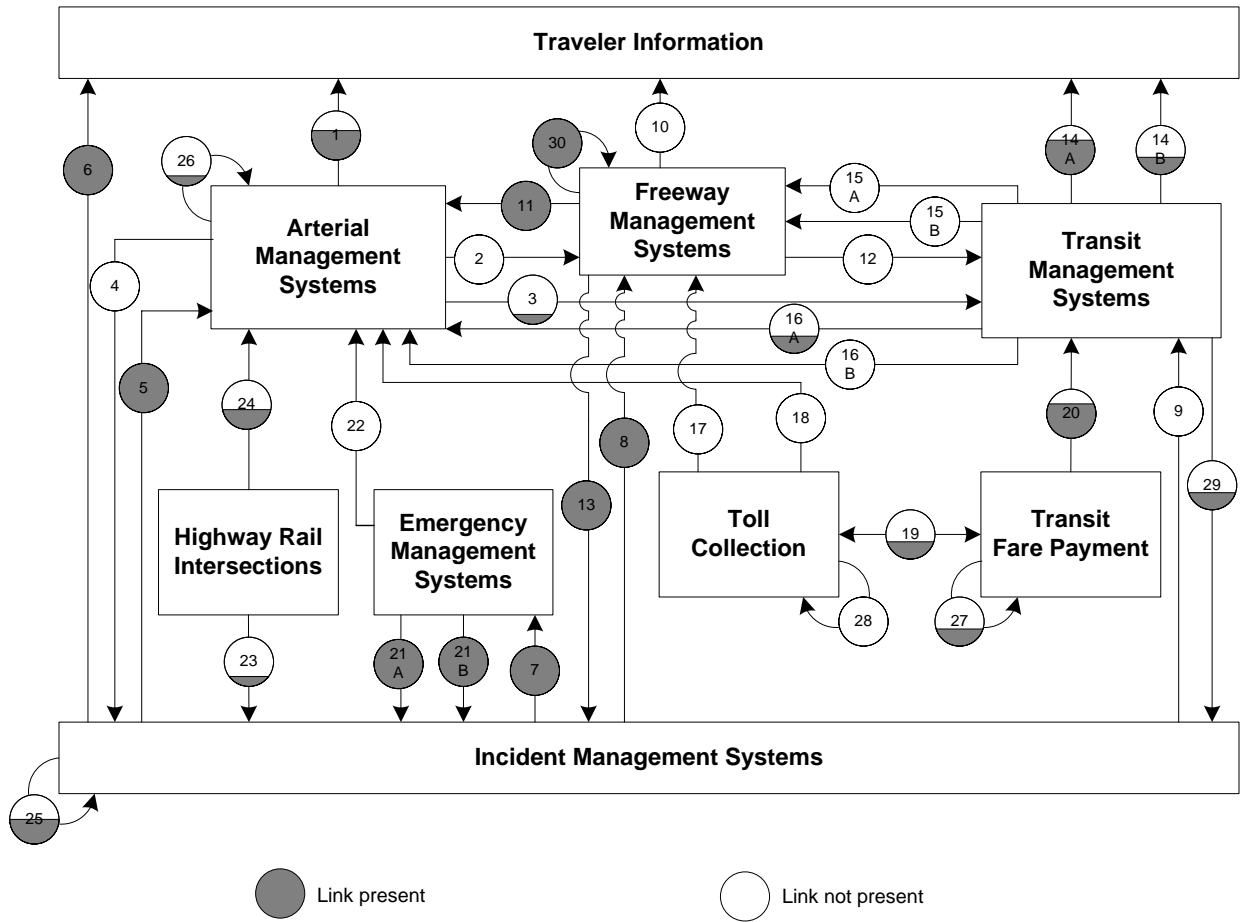 Traveler Information
1
10
14
A
14
B
6
26
30
15
A
15
B
11
Freeway
Management
Systems
Arterial
Management
Systems
2
12
Transit
Management
Systems
4
3
16
A
16
B
5
24
22
8
17
18
20
9
29
13
Highway Rail
Intersections
Emergency
Management
Systems
Toll
Collection
19
Transit
Fare Payment
28
27
23
21
A
21
B
7
Incident Management Systems
25
Link present
Link not present